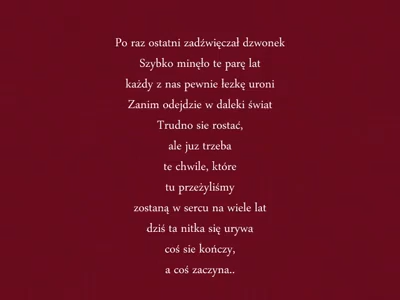 Po raz ostatni zadźwięczał dzwonek
Szybko minęło te parę lat
każdy z nas pewnie łezkę uroni
Zanim odejdzie w daleki świat
Trudno sie rostać,
ale juz trzeba
te chwile, które
tu przeżyliśmy
zostaną w sercu na wiele lat
dziś ta nitka się urywa
coś sie kończy,
a coś zaczyna..